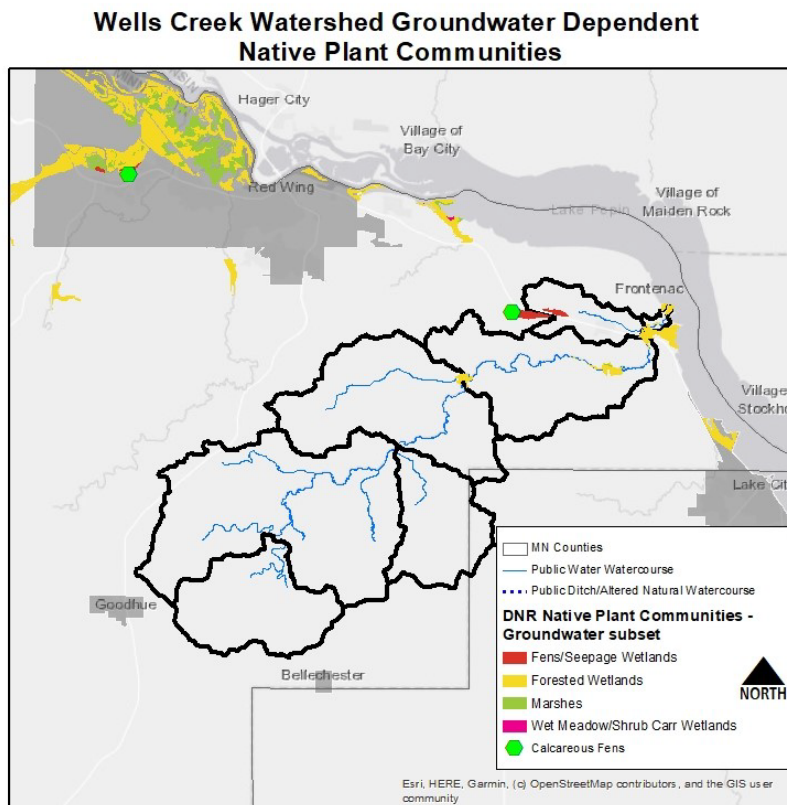 Wells Creek Watershed Groundwater Dependent
Native Plant Communities
Hager City
Village of
Bay City
Red Wing
Lake Pepin
Village of
Maiden Rock
Frontenac
Village
Stockho
Lake Cit
Goodhue
Bellechester
MN Counties
Public Water Watercourse
Public Ditch/Altered Natural Watercourse
DNR Native Plant Communities -
Groundwater subset
Fens/Seepage Wetlands
Forested Wetlands
Marshes
Wet Meadow/Shrub Carr Wetlands
Calcareous Fens
NORTH
Esri, HERE, Garmin, (c) OpenStreetMap contributors, and the GIS user
community